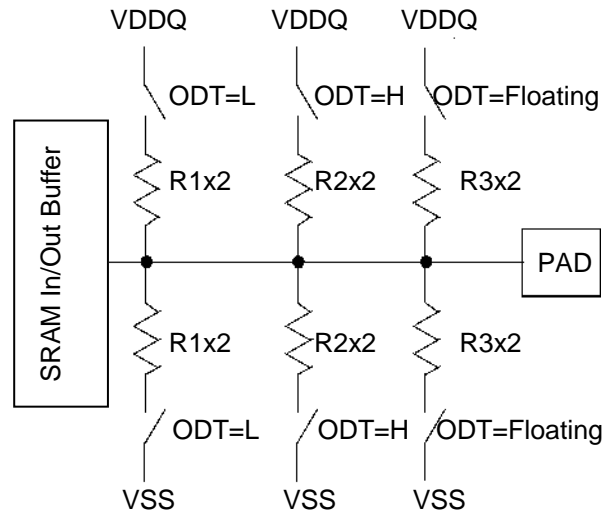 VDDQ VDDQ VDDQ
ODT=L ODT=H ODT=Floating
SRAM In/Out Buffer
R1x2 R2x2 R3x2
PAD
R1x2 R2x2 R3x2
ODT=L ODT=H ODT=Floating
VSS VSS VSS